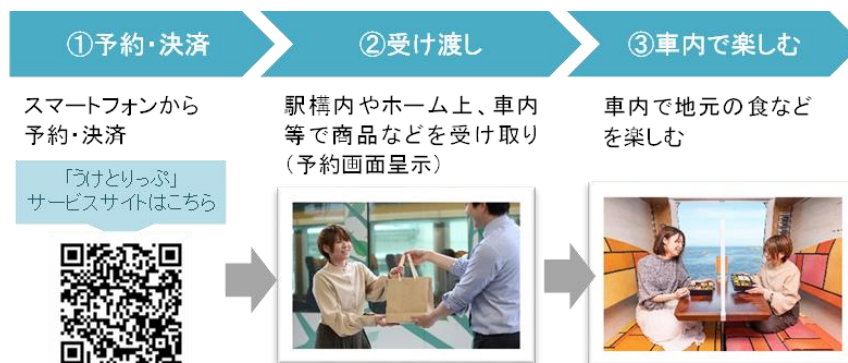 ①予約・決済
②受け渡し
③車内で楽しむ
スマートフォンから
予約・決済
「うけとりっぷ」
サービスサイトはこちら
駅構内やホーム上、車内
等で商品などを受け取り
（予約画面呈示）
車内で地元の食など
を楽しむ